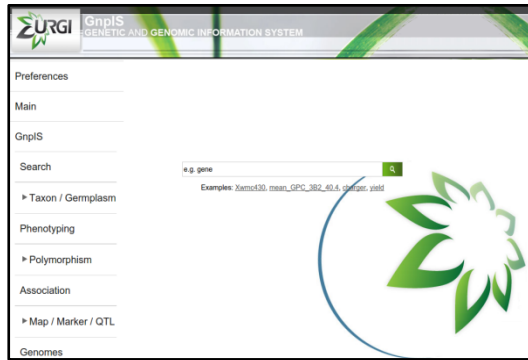 URGI
GnpIS
GENETIC AND GENOMIC INFORMATION SYSTEM
Preferences
Main
GnpIS
Search
Taxon / Germplasm
Phenotyping
Polymorphism
Association
Map / Marker / QTL
Genomes
e.g. gene
Examples: Xwmc430, mean_GPC_3B2_40.4, charger, yield